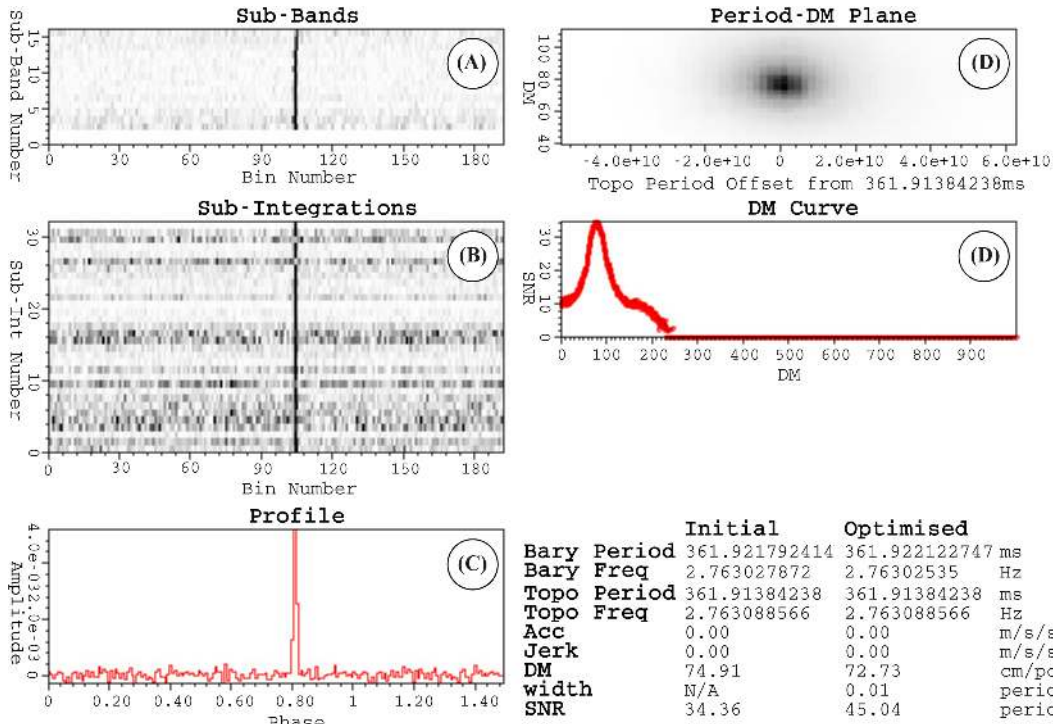 Sub-Bands
Sub-Band Number
0 5 10 15
(A)
0 30 60 90 120 150 180
Bin Number
Period-DM Plane
DM
40 60 80 100
(D)
-4.0e+10 -2.0e+10 0 2.0e+10 4.0e+10 6.0e+10
Topo Period Offset from 361.91384238ms
Sub-Integrations
Sub-Int Number
0 10 20 30
(B)
0 30 60 90 120 150 180
Bin Number
DM Curve
SNR
0 10 20 30
(D)
0 100 200 300 400 500 600 700 800 900
DM
Profile
Amplitude
0 2.0e-03 4.0e-03
(C)
0 0.20 0.40 0.60 0.80 1.00 1.20 1.40
Phase
Initial Optimised
Bary Period 361.921792414 361.922122747 ms
Bary Freq 2.763027872 2.76302535 Hz
Topo Period 361.91384238 361.91384238 ms
Topo Freq 2.763088566 2.763088566 Hz
Acc 0.00 0.00 m/s/s
Jerk 0.00 0.00 m/s/s
DM 74.91 72.73 cm/pc
width N/A 0.01 perio
SNR 34.36 45.04 perio